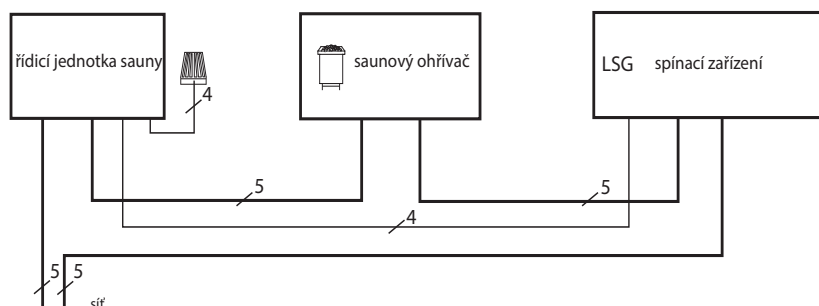 řídicí jednotka sauny
saunový ohřívač
LSG spínací zařízení
4
5
5
4
5 5
síť